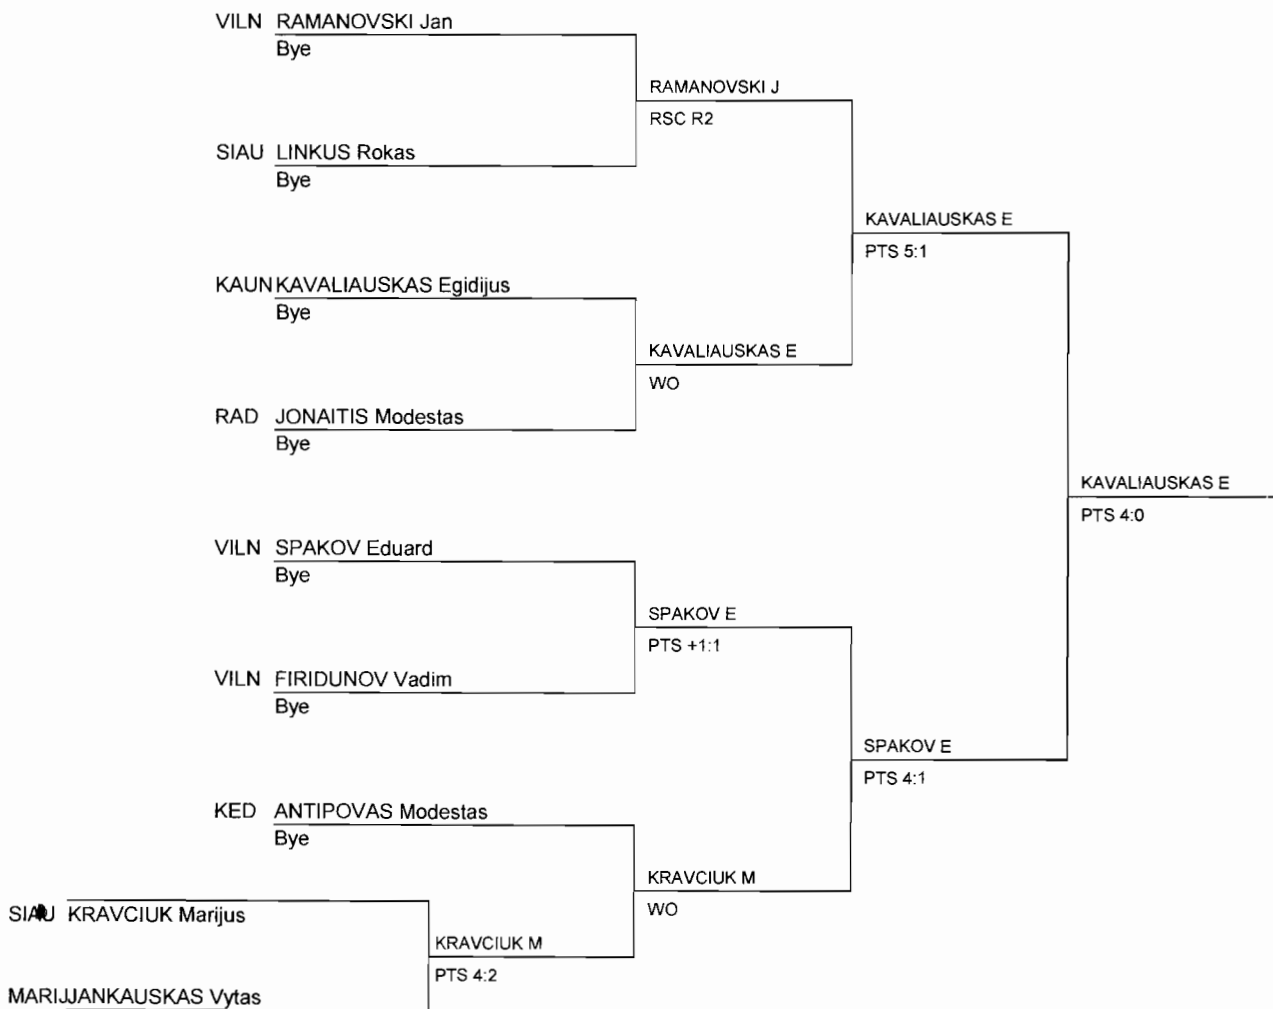 VILN RAMANOVSKI Jan
Bye
RAMANOVSKI J
RSC R2
SIAU LINKUS Rokas
Bye
KAVALIAUSKAS E
PTS 5:1
KAUN KAVALIAUSKAS Egidijus
Bye
KAVALIAUSKAS E
WO
RAD JONAITIS Modestas
Bye
KAVALIAUSKAS E
PTS 4:0
VILN SPAKOV Eduard
Bye
SPAKOV E
PTS +1:1
VILN FIRIDUNOV Vadim
Bye
SPAKOV E
PTS 4:1
KED ANTIPOVAS Modestas
Bye
KRAVCIUK M
WO
SIAU KRAVCIUK Marijus
KRAVCIUK M
PTS 4:2
MARIJ JANKAUSKAS Vytas